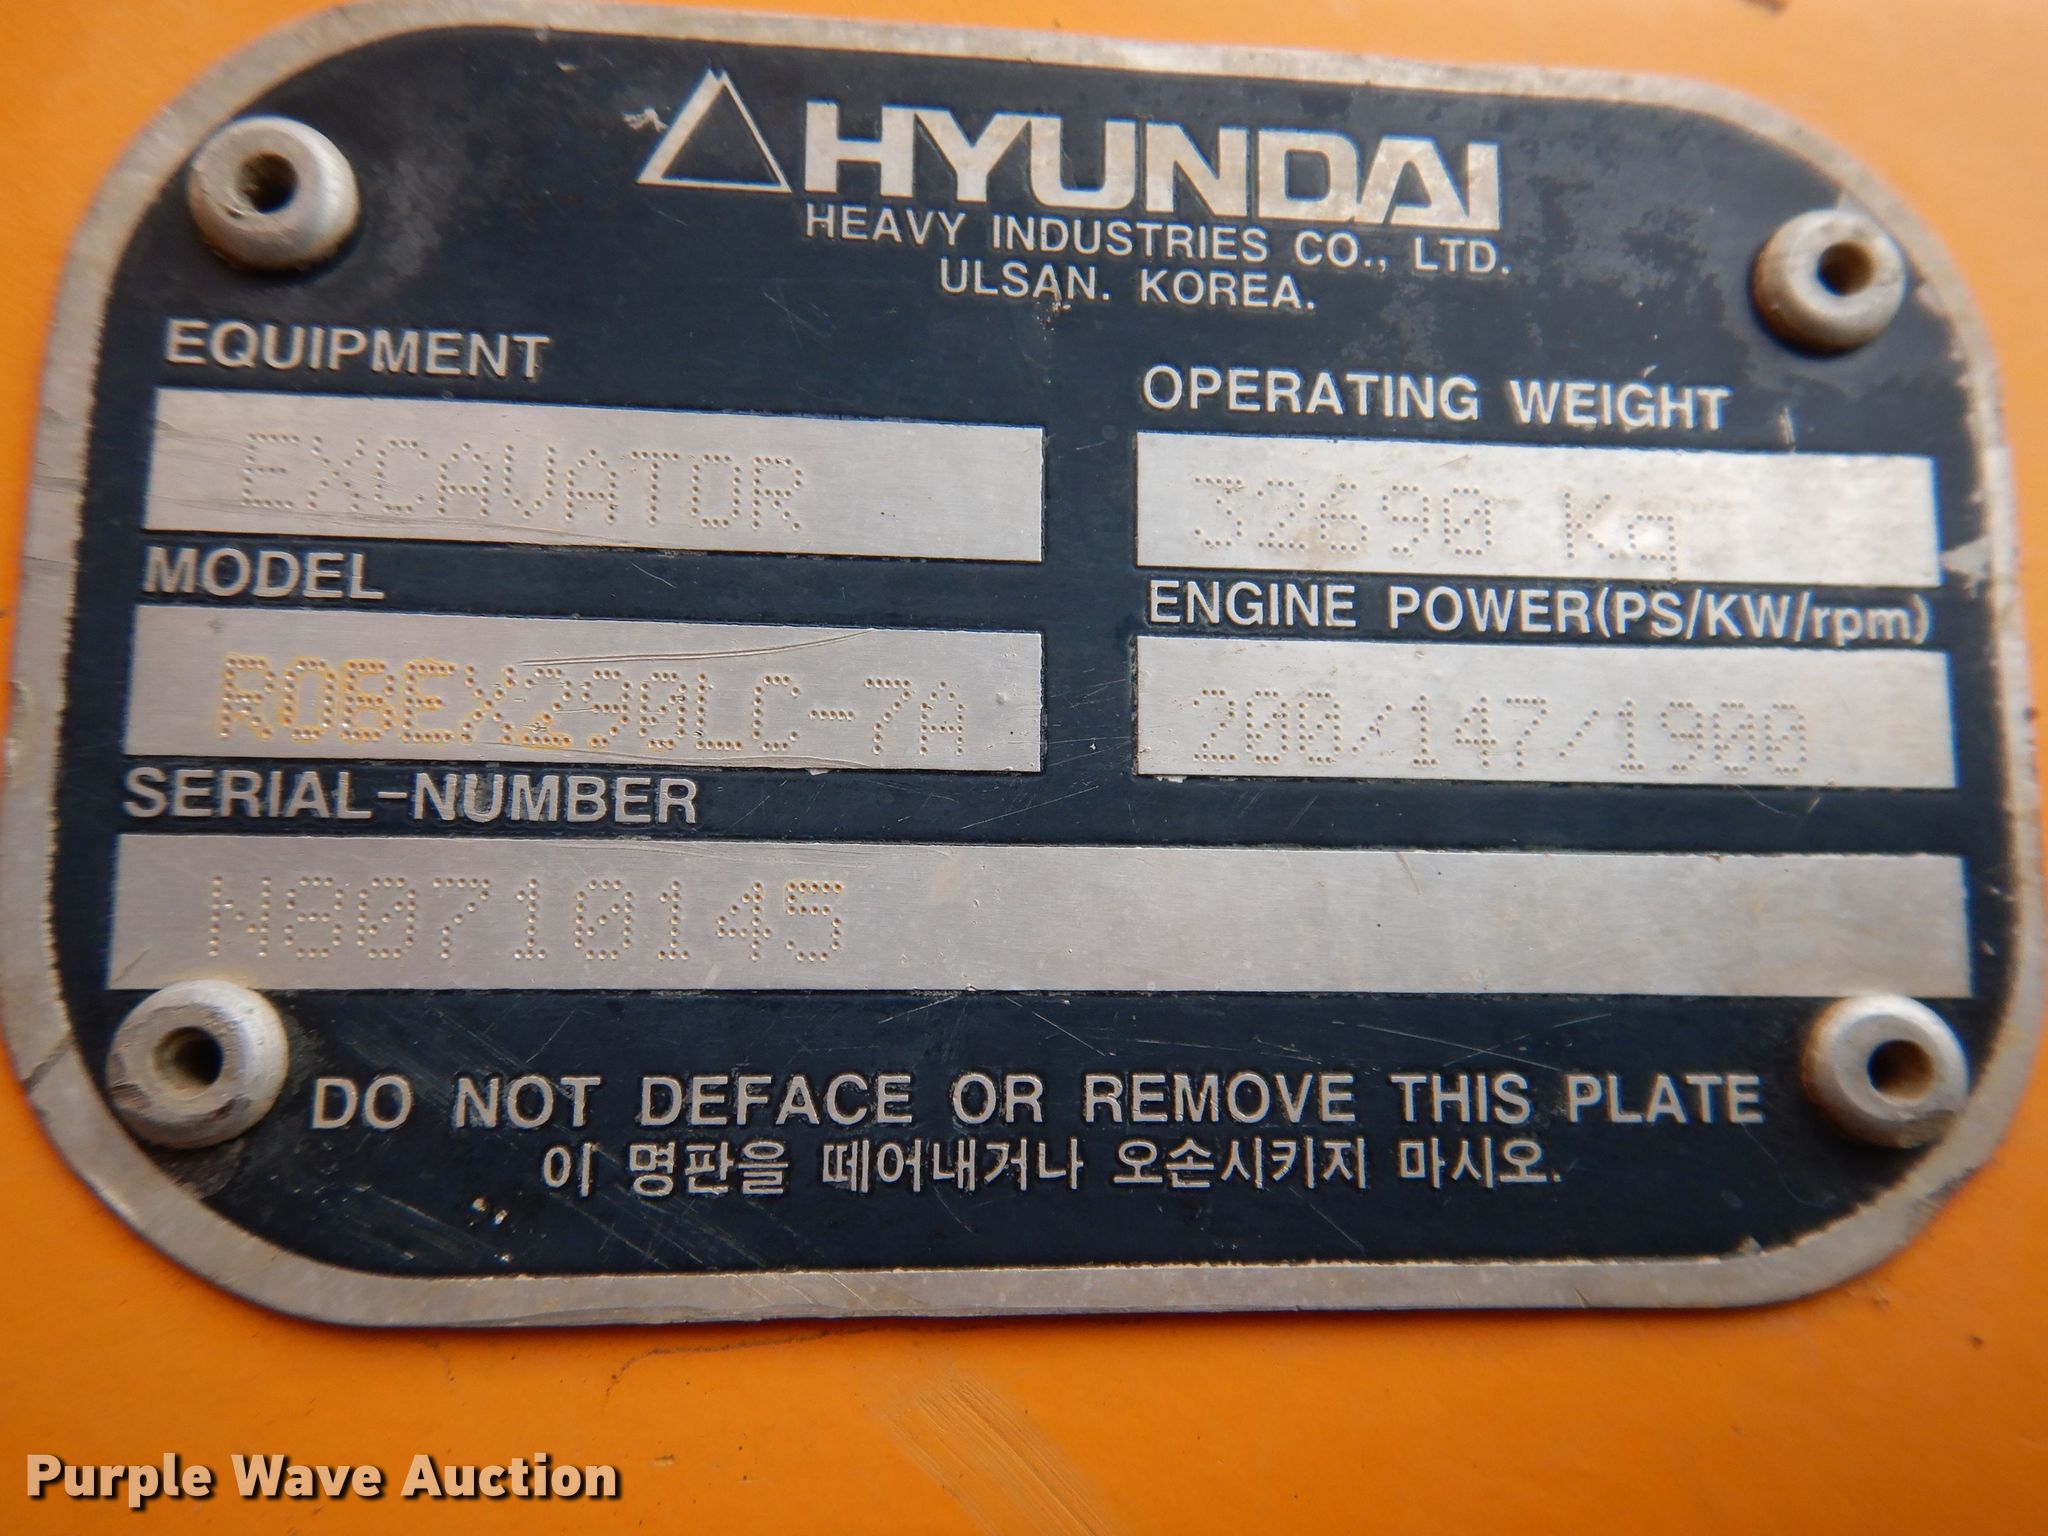 HYUNDAI
HEAVY INDUSTRIES CO., LTD.
ULSAN. KOREA.
EQUIPMENT
EXCAVATOR
OPERATING WEIGHT
32690 Kg
MODEL
ROBEX290LC-7A
ENGINE POWER(PS/KW/rpm)
200/147/1900
SERIAL-NUMBER
N80710145
DO NOT DEFACE OR REMOVE THIS PLATE
이 명판을 떼어내거나 오손시키지 마시오.
Purple Wave Auction